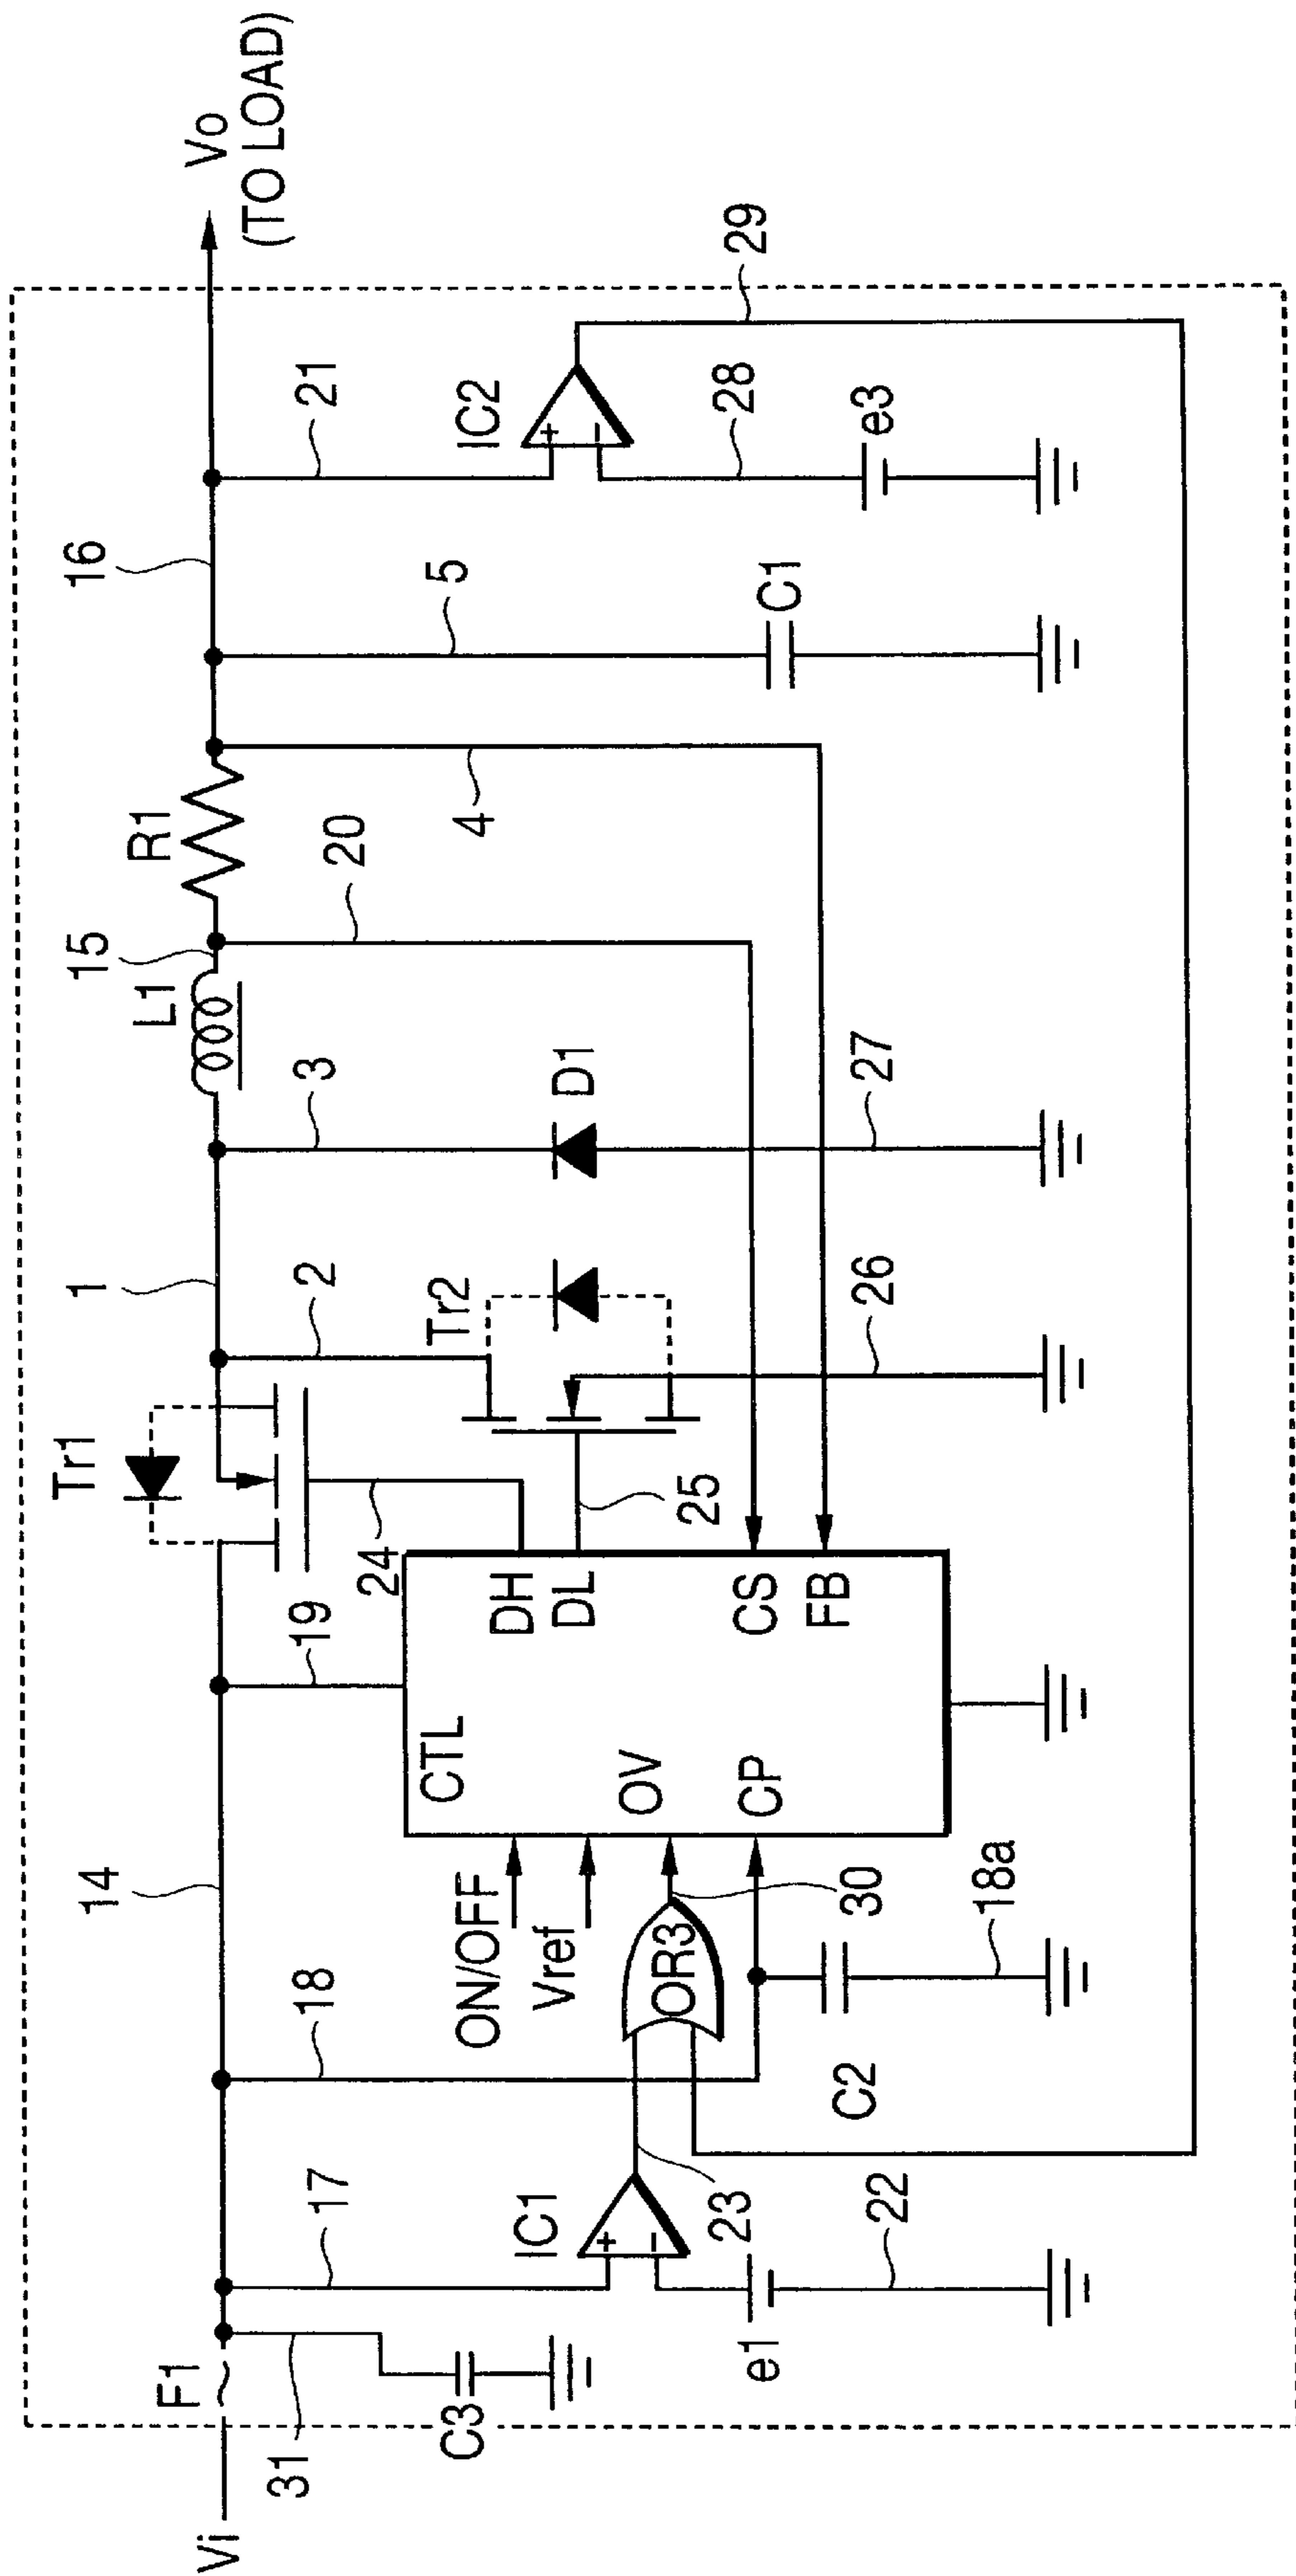 Vi
F1
31
C3
17
IC1
+
−
e1
22
23
14
18
ON/OFF
Vref
OR3
30
C2
18a
CTL
OV
CP
DH
DL
CS
FB
19
24
25
Tr1
Tr2
1
2
26
3
D1
27
L1
15
20
R1
4
5
C1
16
21
IC2
+
−
28
e3
29
Vo
(TO LOAD)